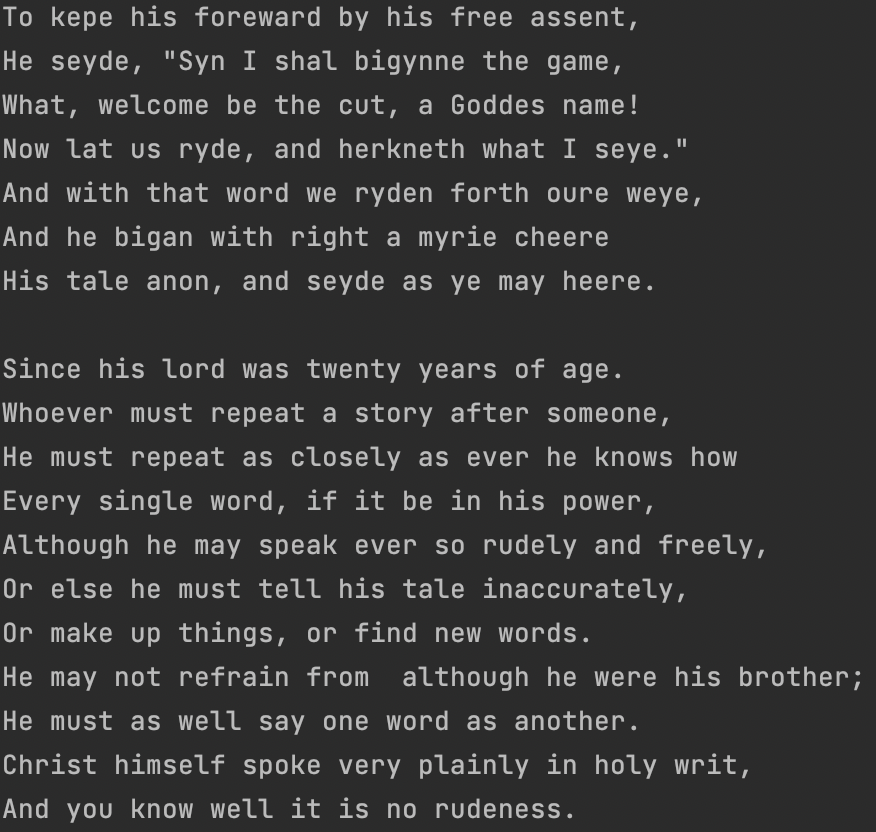 To kepe his foreward by his free assent,
He seyde, "Syn I shal bigynne the game,
What, welcome be the cut, a Goddes name!
Now lat us ryde, and herkneth what I seye."
And with that word we ryden forth oure weye,
And he bigan with right a myrie cheere
His tale anon, and seyde as ye may heere.

Since his lord was twenty years of age.
Whoever must repeat a story after someone,
He must repeat as closely as ever he knows how
Every single word, if it be in his power,
Although he may speak ever so rudely and freely,
Or else he must tell his tale inaccurately,
Or make up things, or find new words.
He may not refrain from  although he were his brother;
He must as well say one word as another.
Christ himself spoke very plainly in holy writ,
And you know well it is no rudeness.